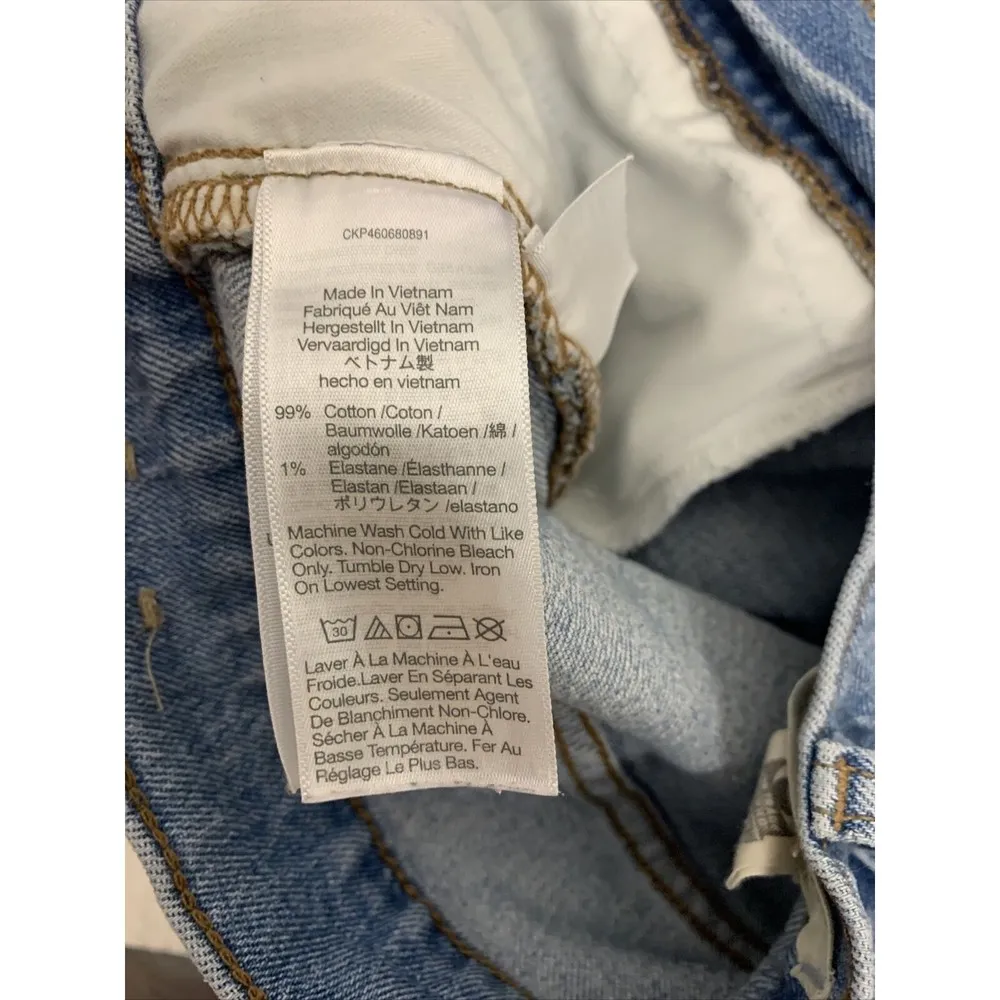 CKP460680891
Made In Vietnam
Fabriqué Au Viêt Nam
Hergestellt In Vietnam
Vervaardigd In Vietnam
ベトナム製
hecho en vietnam
99% Cotton /Coton /
Baumwolle /Katoen /綿 /
algodón
1% Elastane /Élasthanne /
Elastan /Elastaan /
ポリウレタン /elastano
Machine Wash Cold With Like
Colors. Non-Chlorine Bleach
Only. Tumble Dry Low. Iron
On Lowest Setting.
30
Laver À La Machine À L'eau
Froide.Laver En Séparant Les
Couleurs. Seulement Agent
De Blanchiment Non-Chlore.
Sécher À La Machine À
Basse Température. Fer Au
Réglage Le Plus Bas.